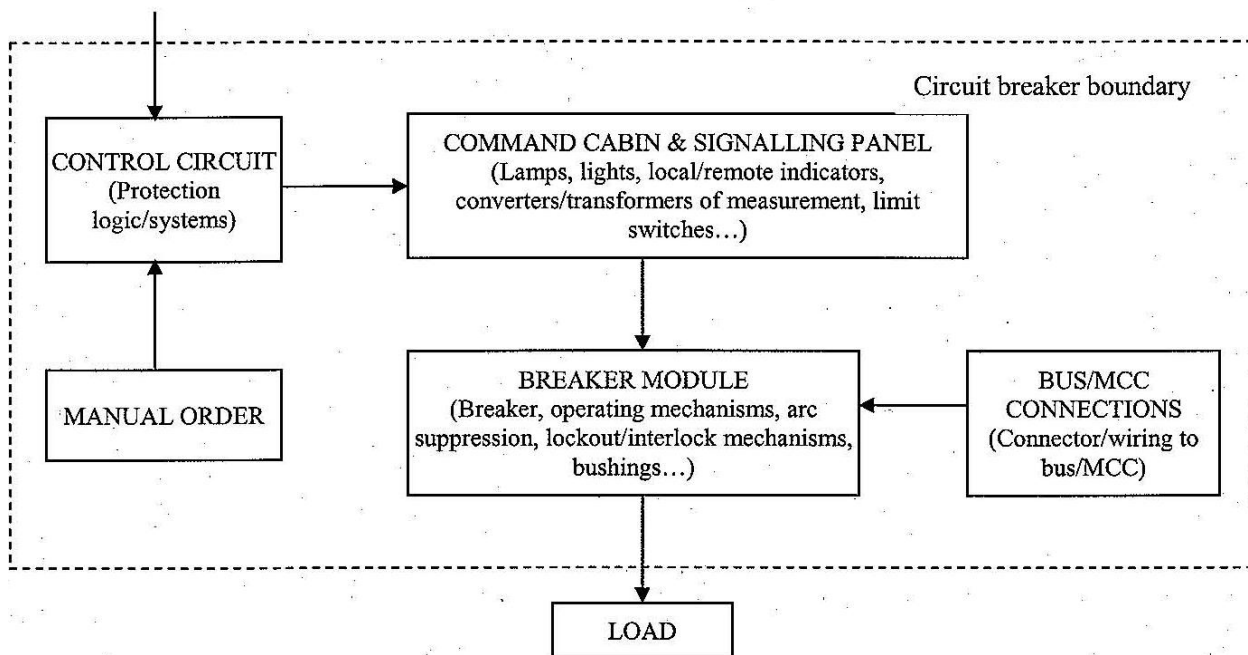 Circuit breaker boundary
CONTROL CIRCUIT
(Protection
logic/systems)
COMMAND CABIN & SIGNALLING PANEL
(Lamps, lights, local/remote indicators,
converters/transformers of measurement, limit
switches…)
MANUAL ORDER
BREAKER MODULE
(Breaker, operating mechanisms, arc
suppression, lockout/interlock mechanisms,
bushings…)
BUS/MCC
CONNECTIONS
(Connector/wiring to
bus/MCC)
LOAD